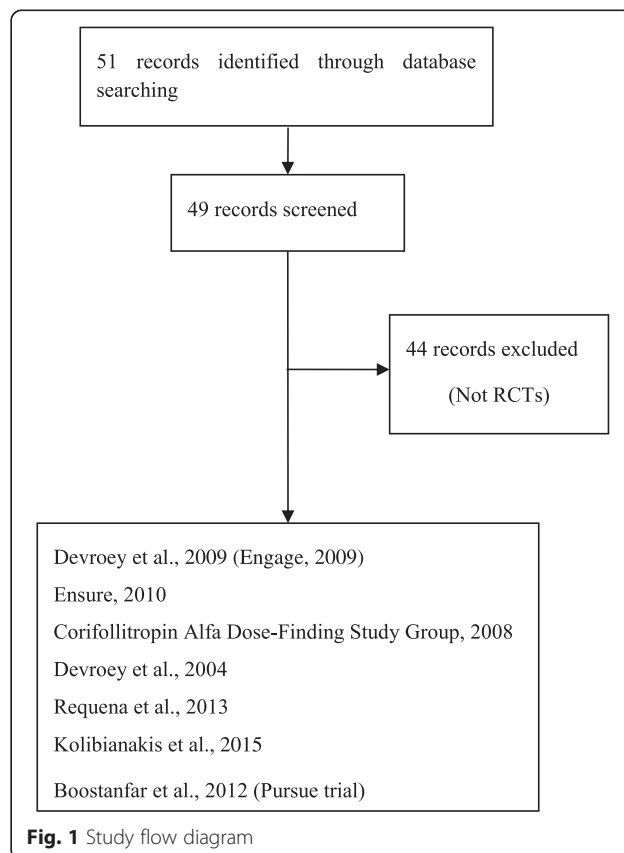 51 records identified through database
searching
49 records screened
44 records excluded
(Not RCTs)
Devroey et al., 2009 (Engage, 2009)
Ensure, 2010
Corifollitropin Alfa Dose-Finding Study Group, 2008
Devroey et al., 2004
Requena et al., 2013
Kolibianakis et al., 2015
Boostanfar et al., 2012 (Pursue trial)
Fig. 1 Study flow diagram